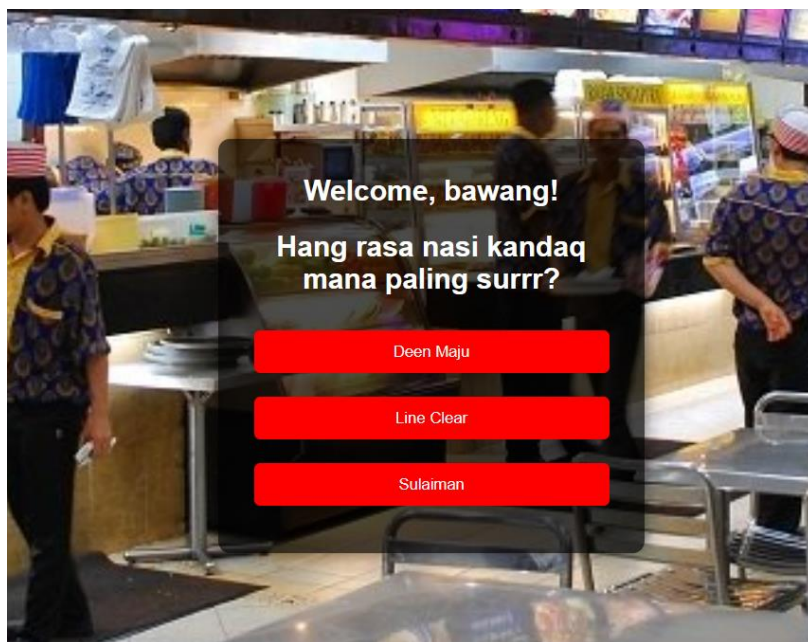 Welcome, bawang!
Hang rasa nasi kandaq
mana paling surrr?
Deen Maju
Line Clear
Sulaiman